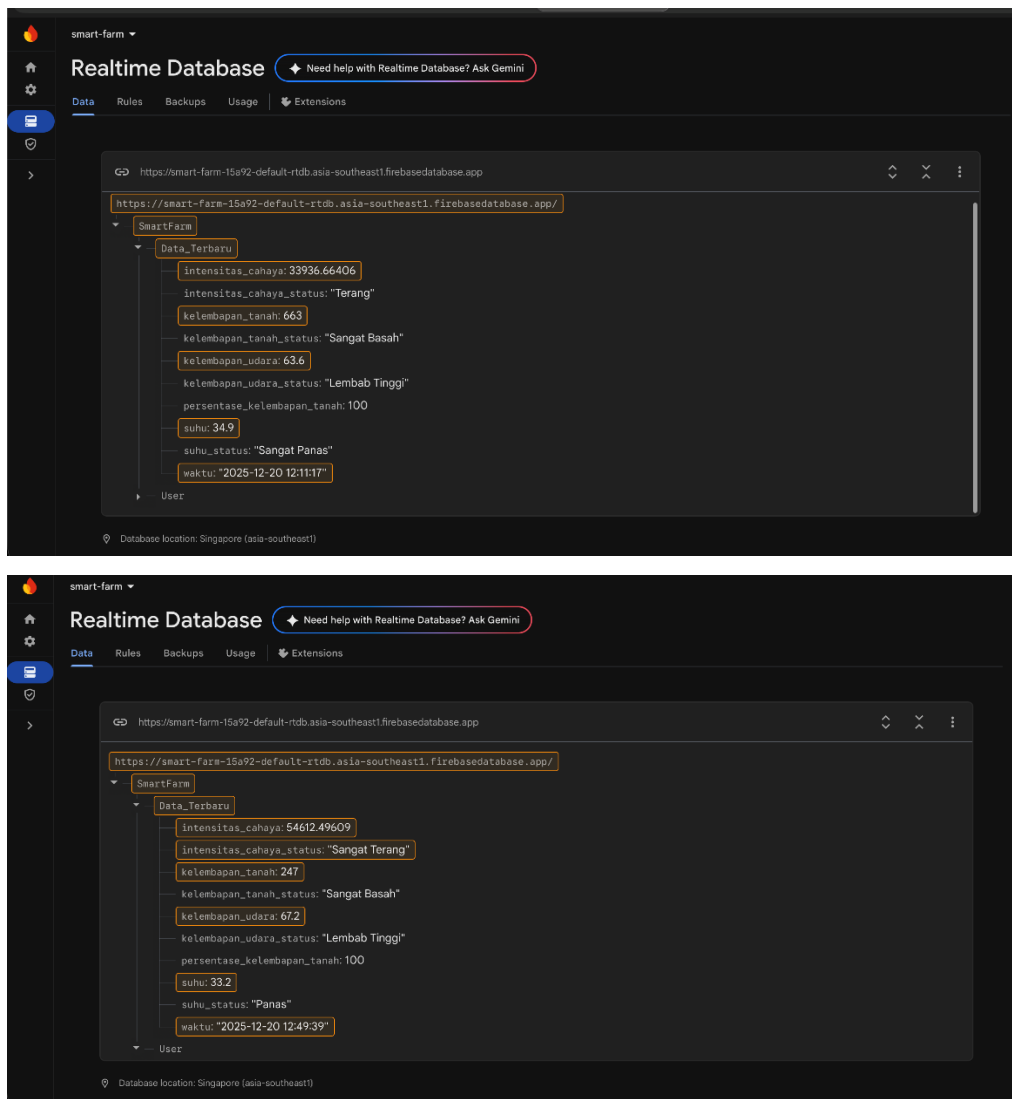 smart-farm
Realtime Database
Need help with Realtime Database? Ask Gemini
Data Rules Backups Usage Extensions
https://smart-farm-15a92-default-rtdb.asia-southeast1.firebasedatabase.app
https://smart-farm-15a92-default-rtdb.asia-southeast1.firebasedatabase.app/
SmartFarm
Data_Terbaru
intensitas_cahaya: 33936.66406
intensitas_cahaya_status: "Terang"
kelembapan_tanah: 663
kelembapan_tanah_status: "Sangat Basah"
kelembapan_udara: 63.6
kelembapan_udara_status: "Lembab Tinggi"
persentase_kelembapan_tanah: 100
suhu: 34.9
suhu_status: "Sangat Panas"
waktu: "2025-12-20 12:11:17"
User
Database location: Singapore (asia-southeast1)
smart-farm
Realtime Database
Need help with Realtime Database? Ask Gemini
Data Rules Backups Usage Extensions
https://smart-farm-15a92-default-rtdb.asia-southeast1.firebasedatabase.app
https://smart-farm-15a92-default-rtdb.asia-southeast1.firebasedatabase.app/
SmartFarm
Data_Terbaru
intensitas_cahaya: 54612.49609
intensitas_cahaya_status: "Sangat Terang"
kelembapan_tanah: 247
kelembapan_tanah_status: "Sangat Basah"
kelembapan_udara: 67.2
kelembapan_udara_status: "Lembab Tinggi"
persentase_kelembapan_tanah: 100
suhu: 33.2
suhu_status: "Panas"
waktu: "2025-12-20 12:49:39"
User
Database location: Singapore (asia-southeast1)